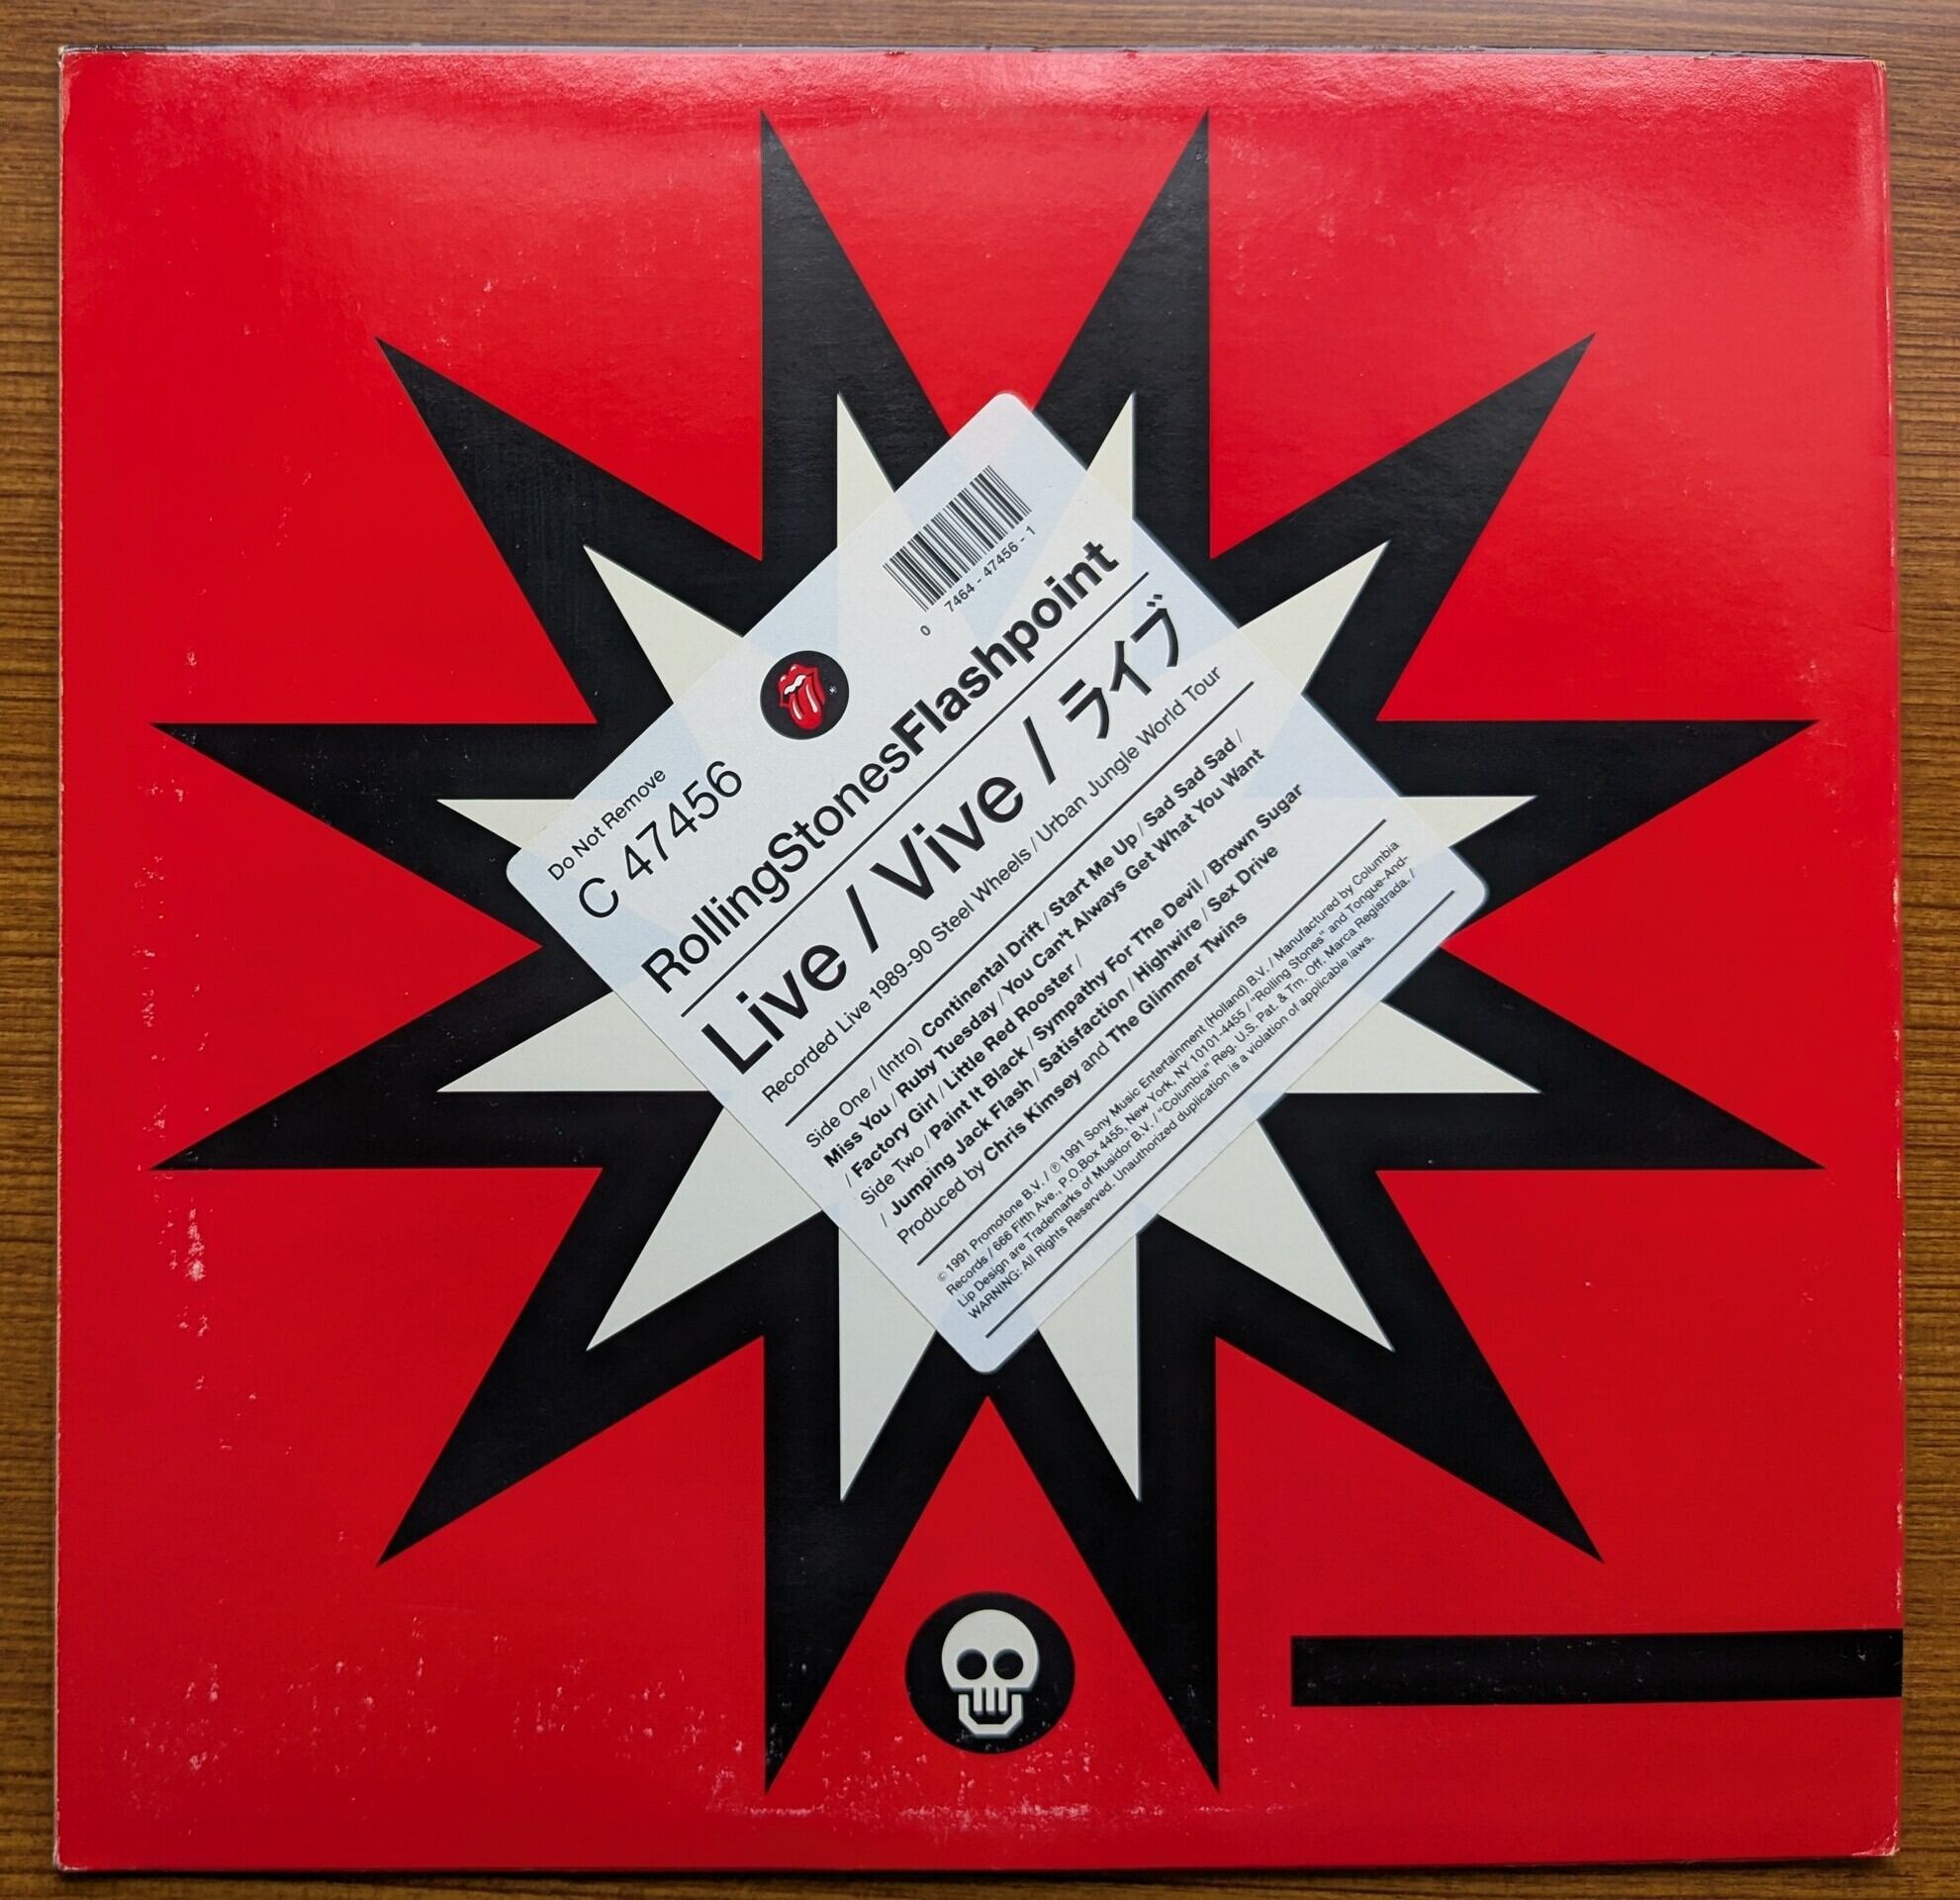 Do Not Remove
C 47456
0 7464 - 47456 - 1
RollingStonesFlashpoint
Live / Vive / ライブ
Recorded Live 1989-90 Steel Wheels / Urban Jungle World Tour
Side One / (Intro) Continental Drift / Start Me Up / Sad Sad Sad /
Miss You / Ruby Tuesday / You Can't Always Get What You Want
/ Factory Girl / Little Red Rooster /
Side Two / Paint It Black / Sympathy For The Devil / Brown Sugar
/ Jumping Jack Flash / Satisfaction / Highwire / Sex Drive
Produced by Chris Kimsey and The Glimmer Twins
© 1991 Promotone B.V. / ℗ 1991 Sony Music Entertainment (Holland) B.V. / Manufactured by Columbia
Records / 666 Fifth Ave., P.O.Box 4455, New York, NY 10101-4455 / "Rolling Stones" and Tongue-And-
Lip Design are Trademarks of Musidor B.V. / "Columbia" Reg. U.S. Pat. & Tm. Off. Marca Registrada. /
WARNING: All Rights Reserved. Unauthorized duplication is a violation of applicable laws.